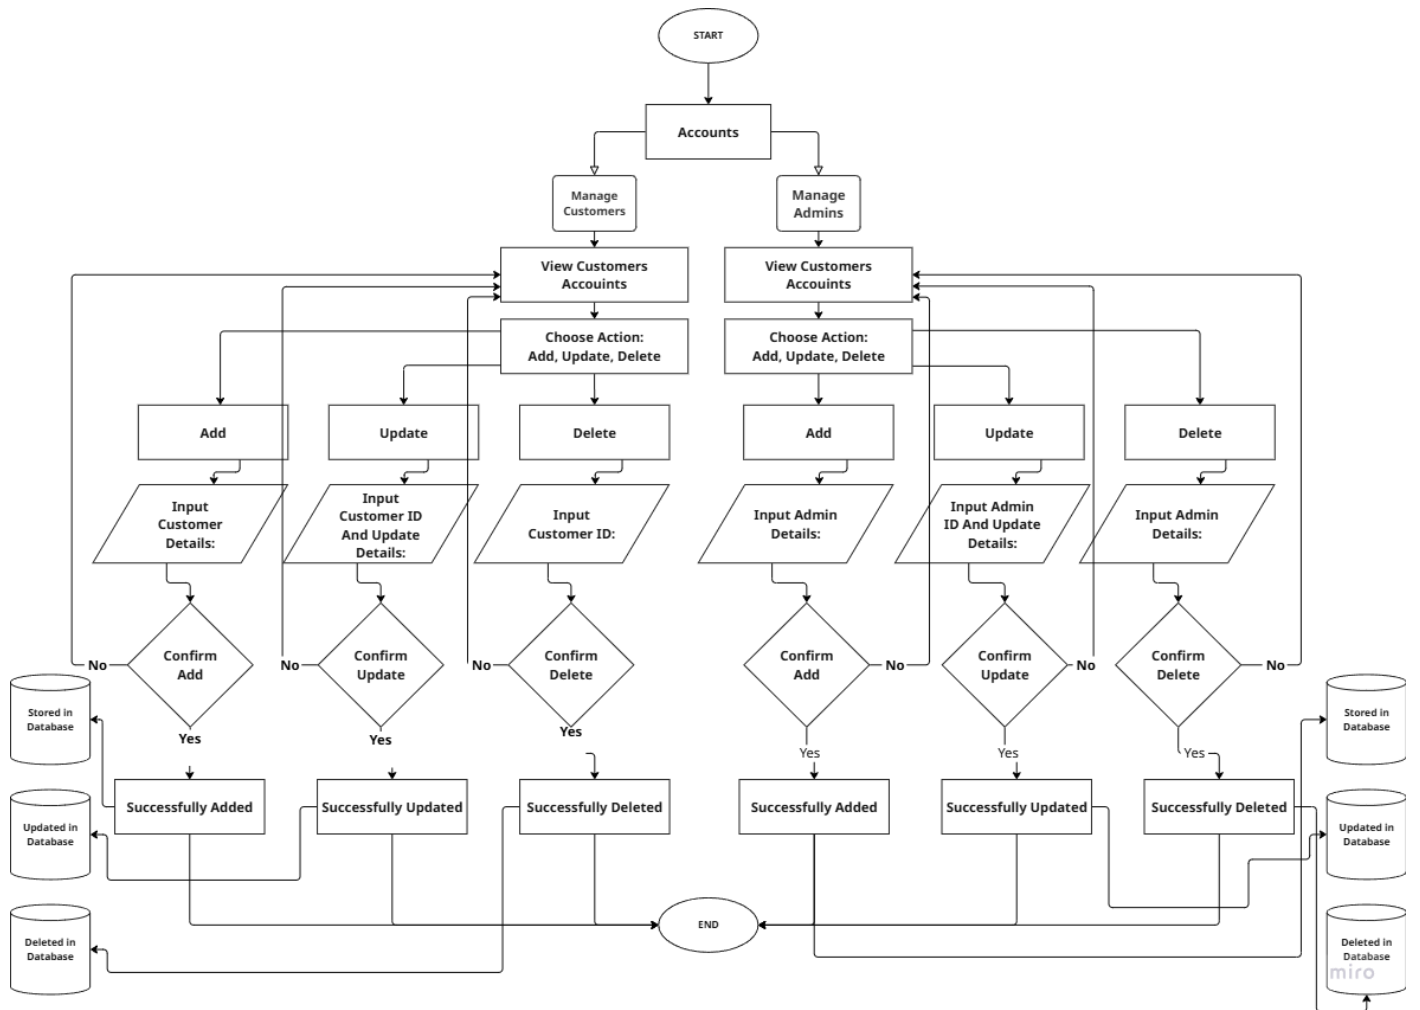 START
Accounts
Manage
Customers
Manage
Admins
View Customers
Accouints
View Customers
Accouints
Choose Action:
Add, Update, Delete
Choose Action:
Add, Update, Delete
Add
Update
Delete
Add
Update
Delete
Input
Customer
Details:
Input
Customer ID
And Update
Details:
Input
Customer ID:
Input Admin
Details:
Input Admin
ID And Update
Details:
Input Admin
Details:
Confirm
Add
Confirm
Update
Confirm
Delete
Confirm
Add
Confirm
Update
Confirm
Delete
No
No
No
No
No
No
Stored in
Database
Stored in
Database
Yes
Yes
Yes
Yes
Yes
Yes
Successfully Added
Successfully Updated
Successfully Deleted
Successfully Added
Successfully Updated
Successfully Deleted
Updated in
Database
Updated in
Database
END
Deleted in
Database
Deleted in
Database
miro